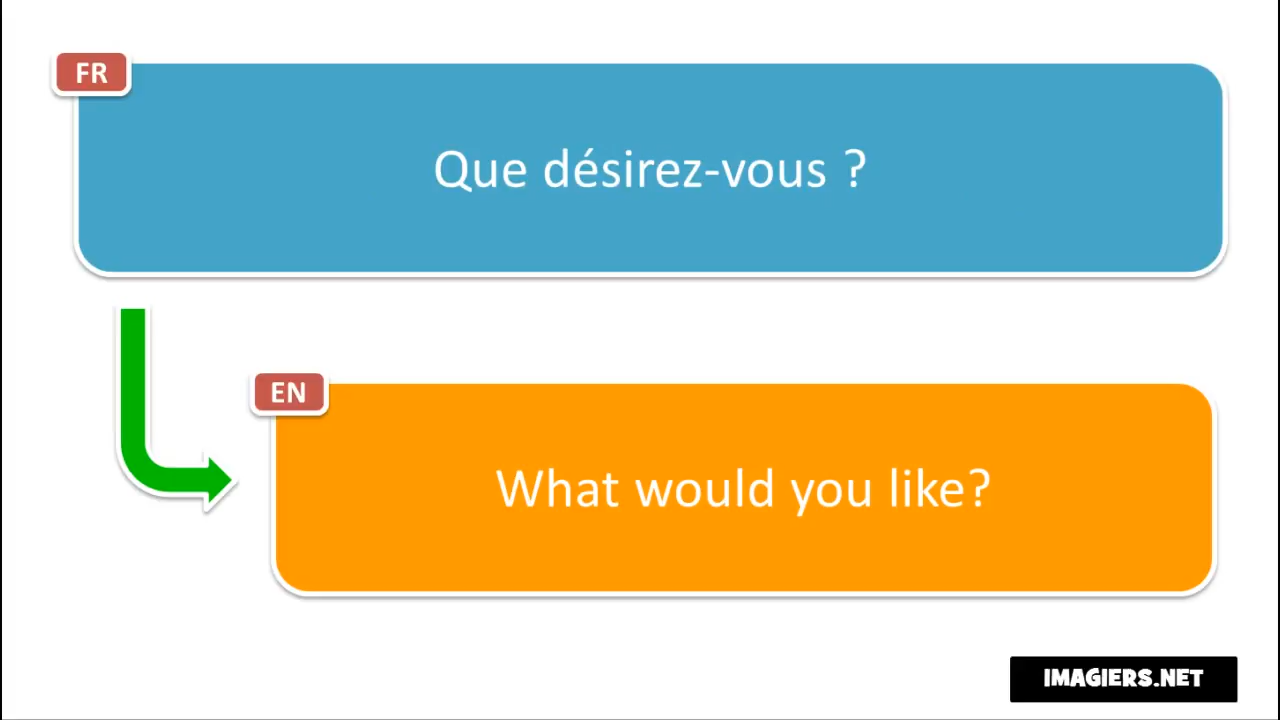 FR
Que désirez-vous ?
EN
What would you like?
IMAGIERS.NET